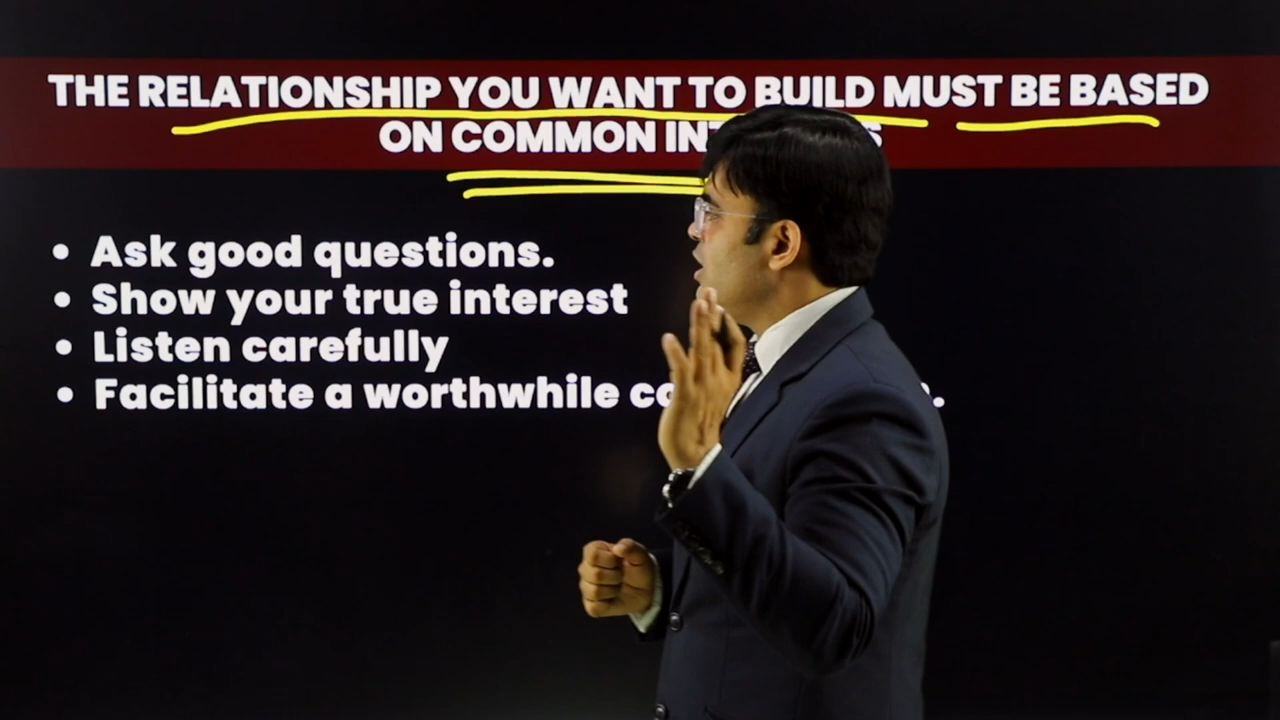 THE RELATIONSHIP YOU WANT TO BUILD MUST BE BASED
ON COMMON
• Ask good questions.
• Show your true interest
• Listen carefully
• Facilitate a worthwhile